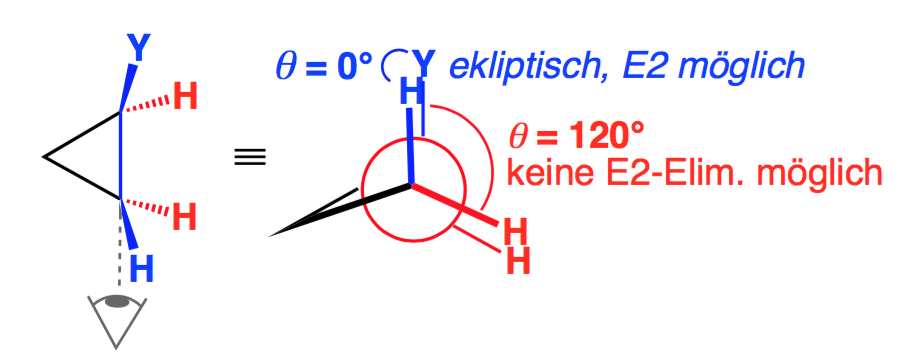 Y
H
H
H
≡
θ = 0° Y ekliptisch, E2 möglich
H
θ = 120°
keine E2-Elim. möglich
H
H